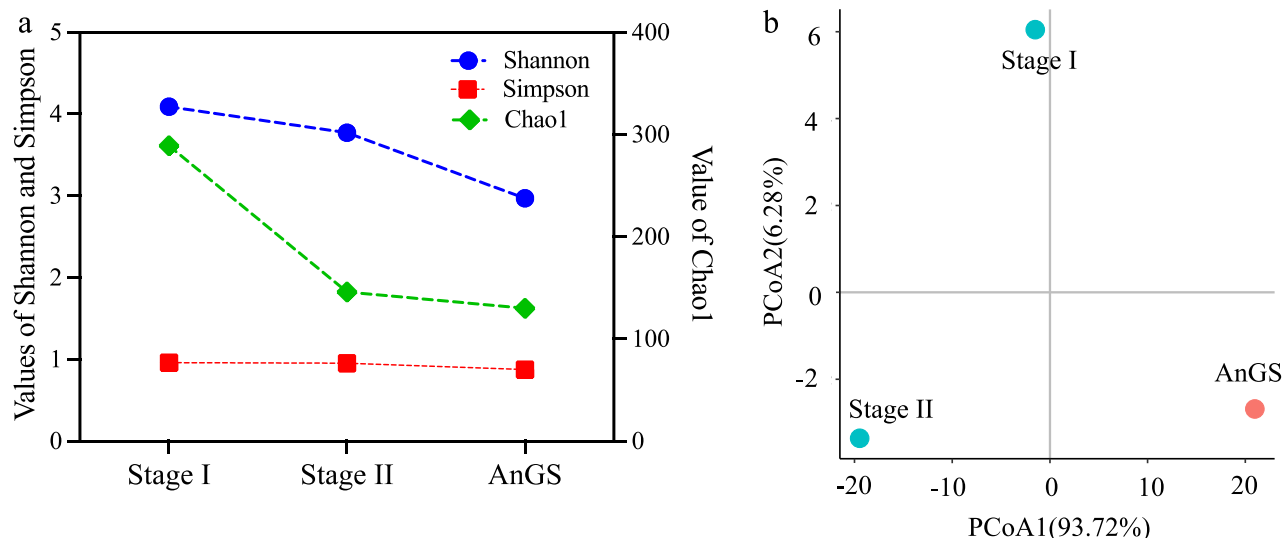 a
Values of Shannon and Simpson
5
4
3
2
1
0
Shannon
Simpson
Chao1
400
300
200
100
0
Value of Chao1
Stage I
Stage II
AnGS
b
PCoA2(6.28%)
6
4
2
0
-2
Stage I
AnGS
Stage II
-20
-10
0
10
20
PCoA1(93.72%)